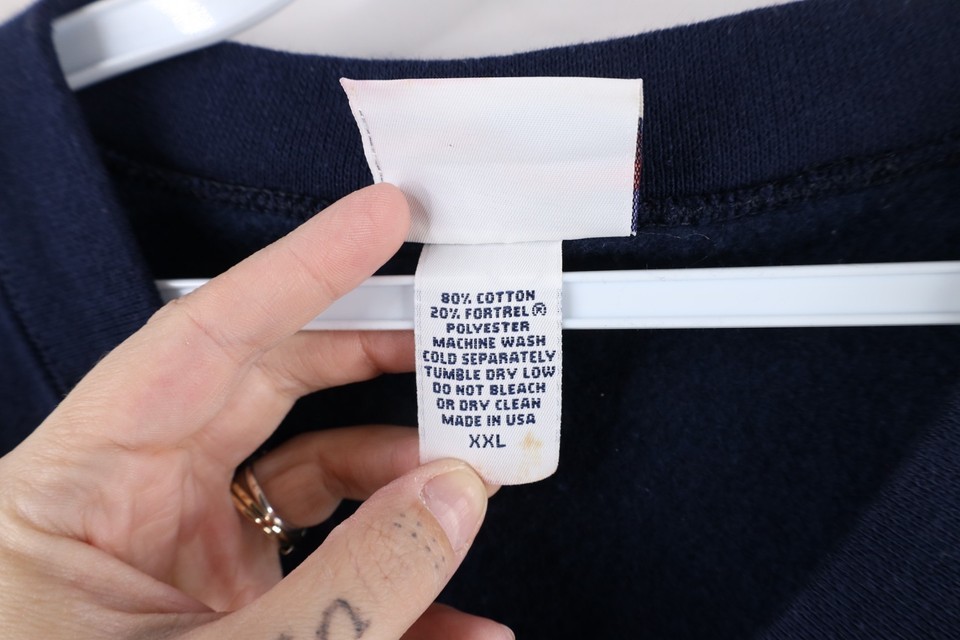 80% COTTON
20% FORTREL®
POLYESTER
MACHINE WASH
COLD SEPARATELY
TUMBLE DRY LOW
DO NOT BLEACH
OR DRY CLEAN
MADE IN USA
XXL